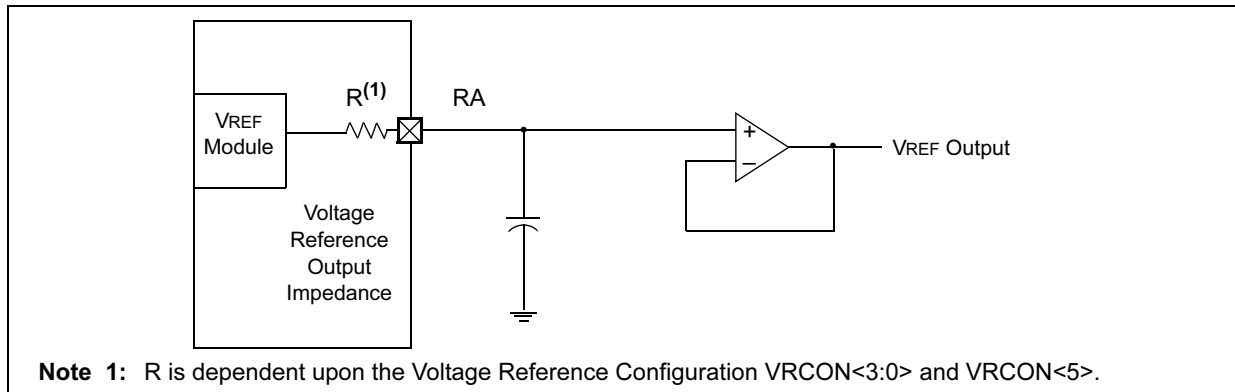 R(1)
RA
VREF
Module
+
–
VREF Output
Voltage
Reference
Output
Impedance
Note 1: R is dependent upon the Voltage Reference Configuration VRCON<3:0> and VRCON<5>.